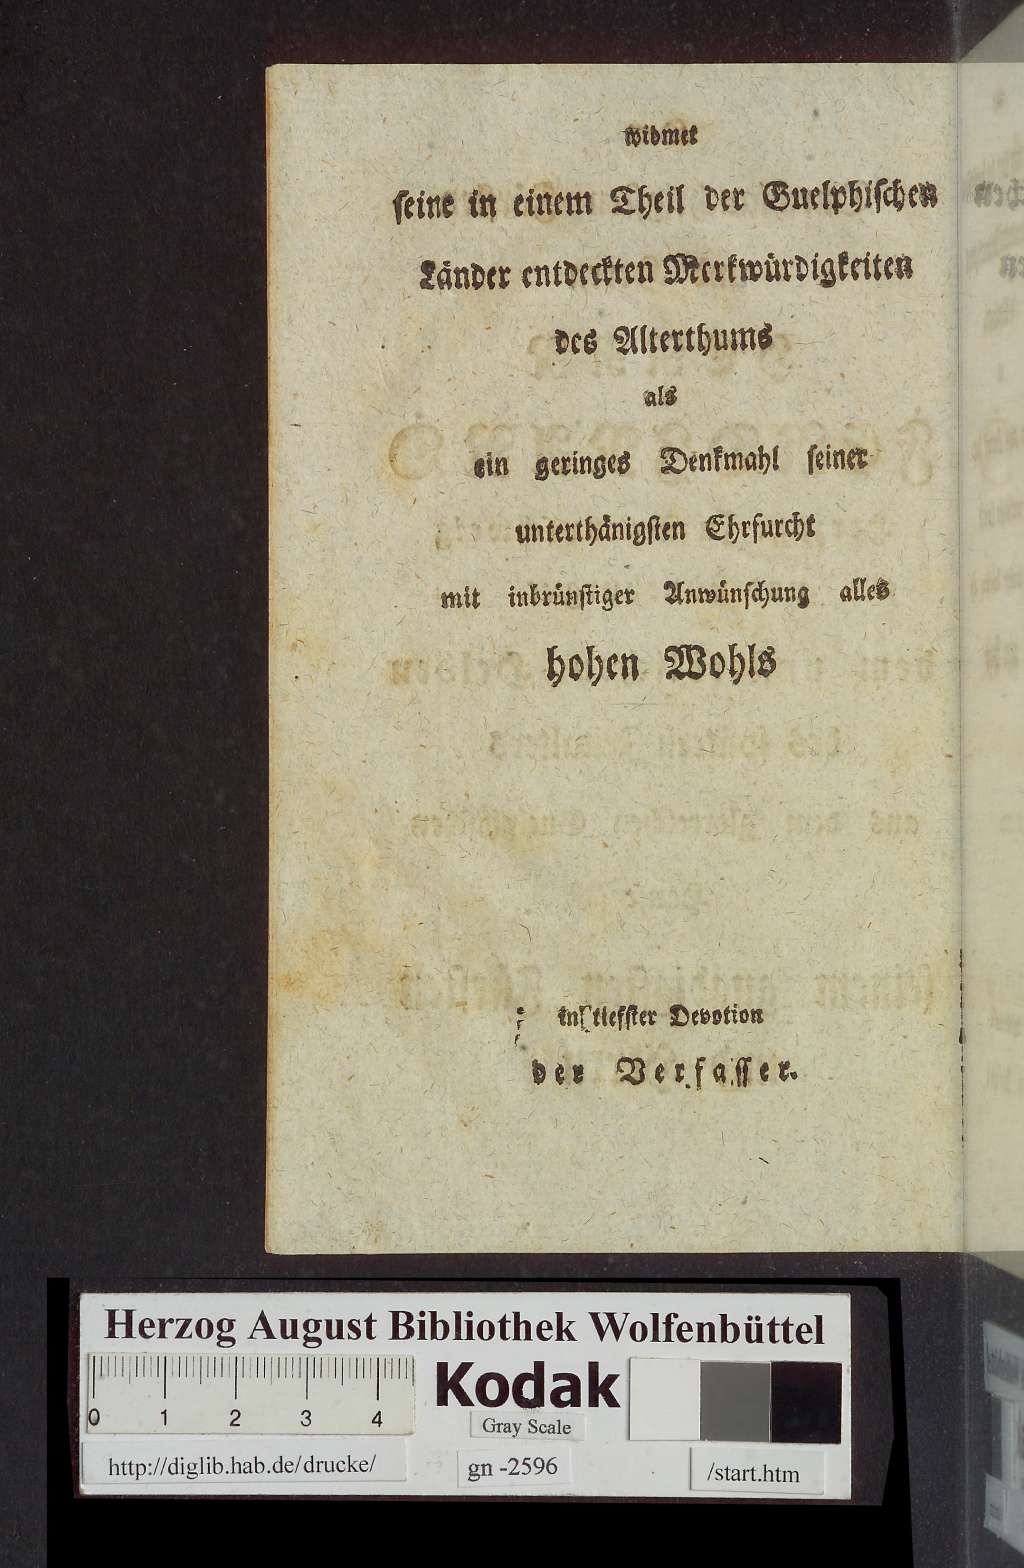 widmet
seine in einem Theil der Guelphischen
Länder entdeckten Merkwürdigkeiten
des Alterthums
als
ein geringes Denkmahl seiner
unterthänigsten Ehrfurcht
mit inbrünstiger Anwünschung alles
hohen Wohls
in tiefster Devotion
der Verfasser.
Herzog August Bibliothek Wolfenbüttel
Kodak
0 1 2 3 4
Gray Scale
http://diglib.hab.de/drucke/
gn -2596
/start.htm